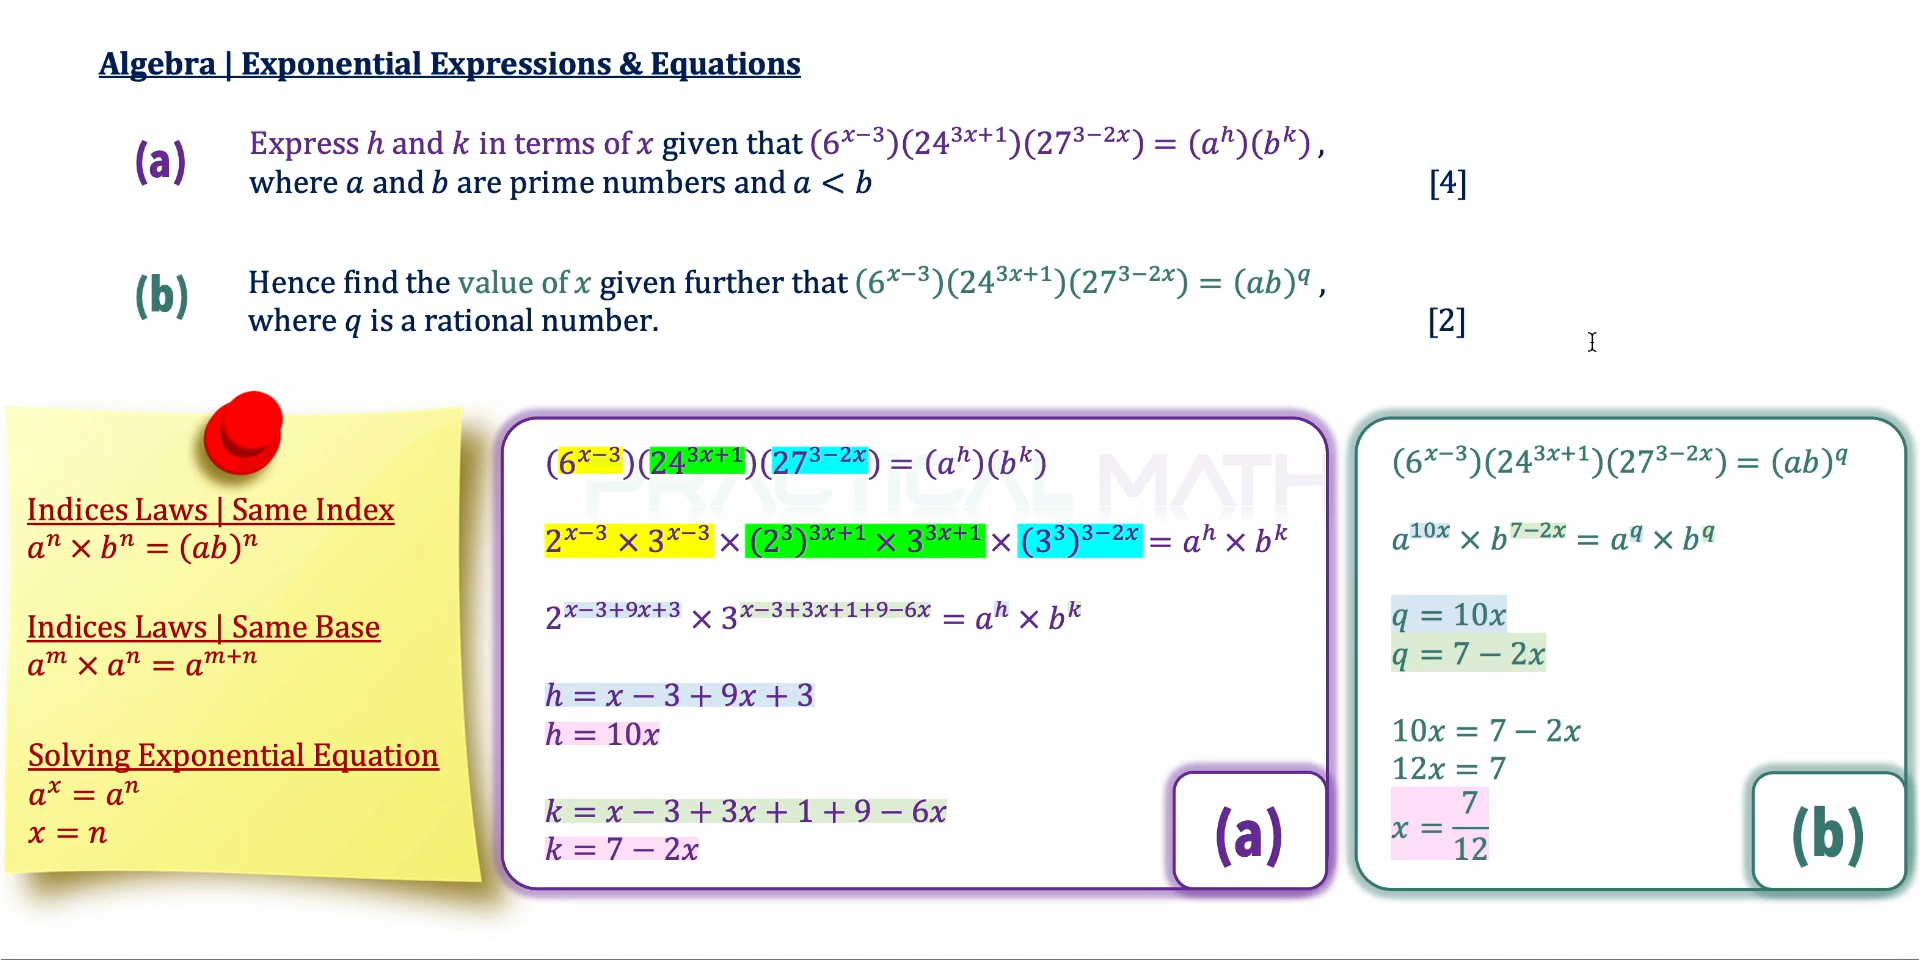 Algebra | Exponential Expressions & Equations
(a)
Express h and k in terms of x given that (6^{x−3})(24^{3x+1})(27^{3−2x}) = (a^h)(b^k) ,
where a and b are prime numbers and a < b [4]
(b)
Hence find the value of x given further that (6^{x−3})(24^{3x+1})(27^{3−2x}) = (ab)^q ,
where q is a rational number. [2]
Indices Laws | Same Index
a^n × b^n = (ab)^n
Indices Laws | Same Base
a^m × a^n = a^{m+n}
Solving Exponential Equation
a^x = a^n
x = n
PRACTICAL MATH
(6^{x−3})(24^{3x+1})(27^{3−2x}) = (a^h)(b^k)
2^{x−3} × 3^{x−3} × (2^3)^{3x+1} × 3^{3x+1} × (3^3)^{3−2x} = a^h × b^k
2^{x−3+9x+3} × 3^{x−3+3x+1+9−6x} = a^h × b^k
h = x − 3 + 9x + 3
h = 10x
k = x − 3 + 3x + 1 + 9 − 6x
k = 7 − 2x
(a)
(6^{x−3})(24^{3x+1})(27^{3−2x}) = (ab)^q
a^{10x} × b^{7−2x} = a^q × b^q
q = 10x
q = 7 − 2x
10x = 7 − 2x
12x = 7
x = 7/12
(b)